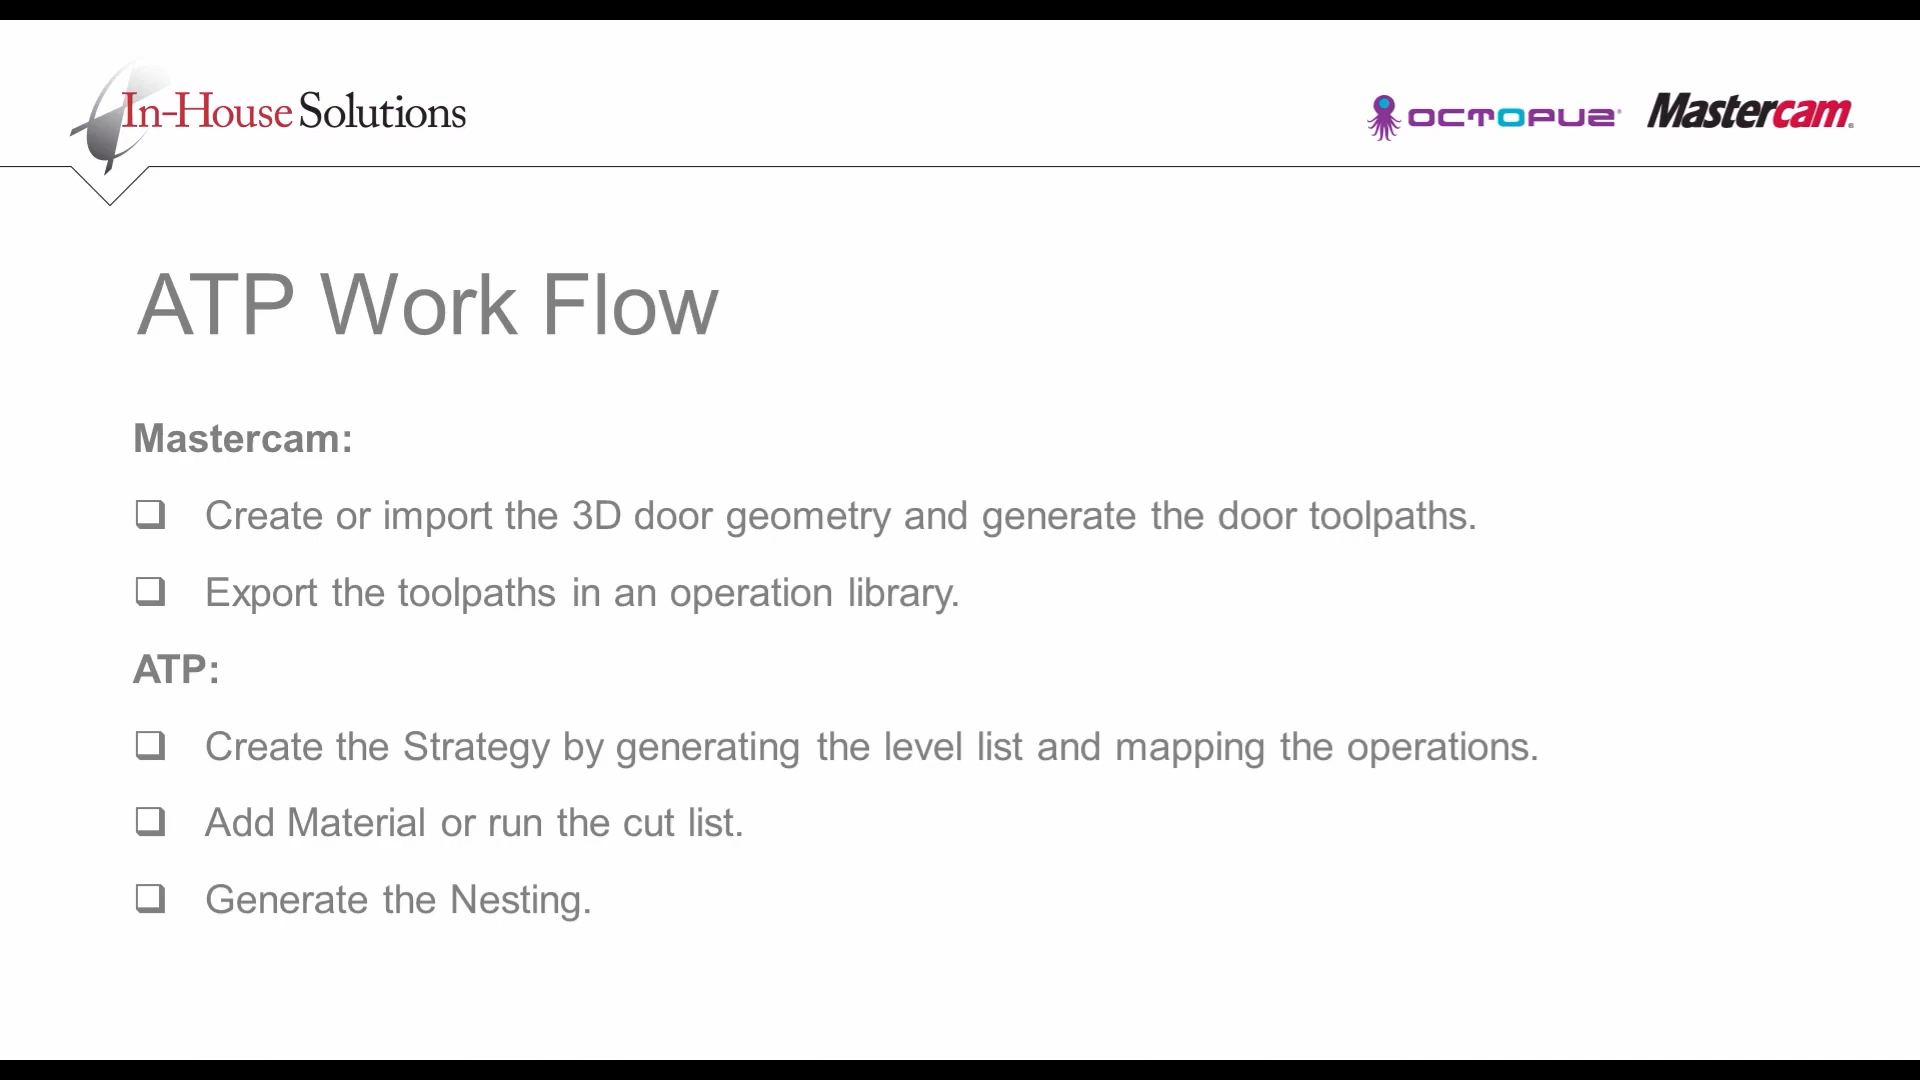 In-House Solutions
OCTOPUZ
Mastercam
ATP Work Flow
Mastercam:
Create or import the 3D door geometry and generate the door toolpaths.
Export the toolpaths in an operation library.
ATP:
Create the Strategy by generating the level list and mapping the operations.
Add Material or run the cut list.
Generate the Nesting.